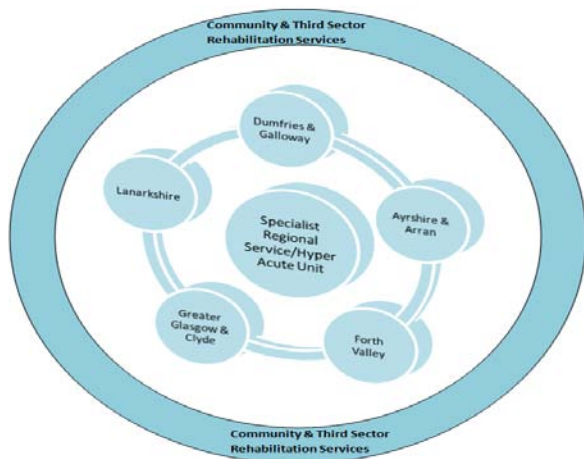 Community & Third Sector
Rehabilitation Services
Dumfries &
Galloway
Lanarkshire
Ayrshire &
Arran
Specialist
Regional
Service/Hyper
Acute Unit
Greater
Glasgow &
Clyde
Forth
Valley
Community & Third Sector
Rehabilitation Services